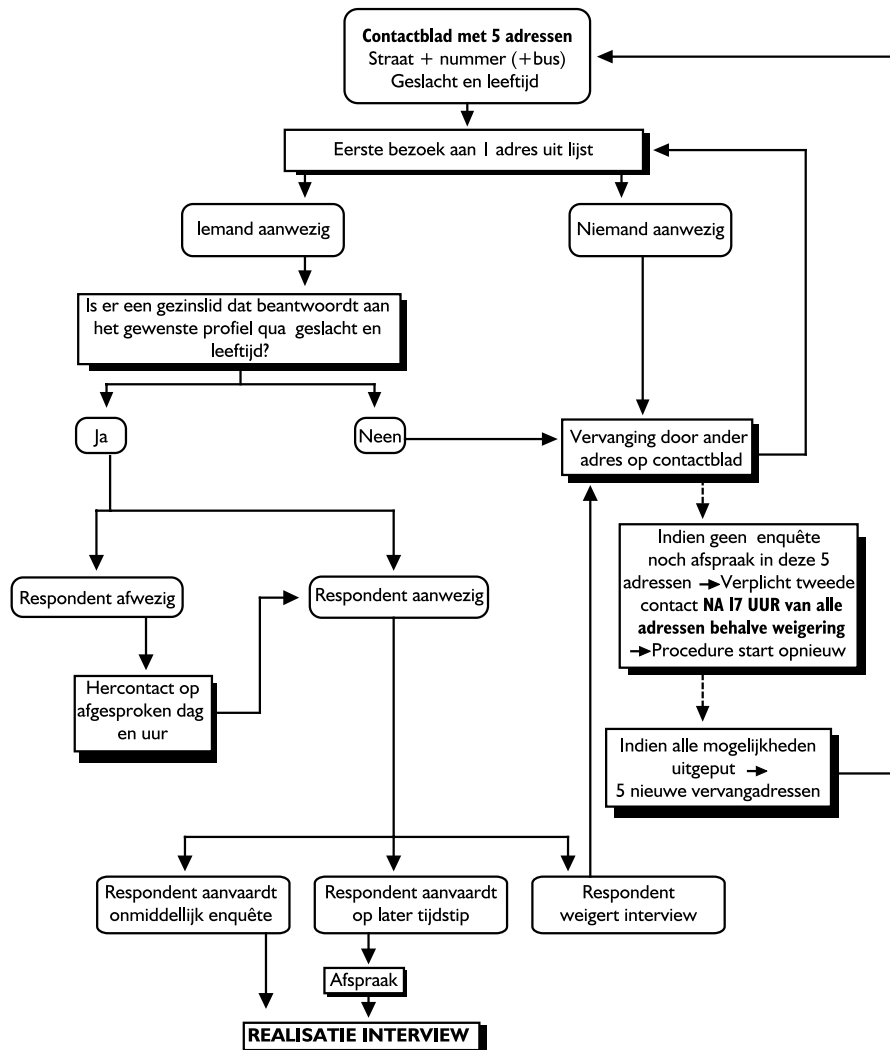 Contactblad met 5 adressen
Straat + nummer (+bus)
Geslacht en leeftijd
Eerste bezoek aan 1 adres uit lijst
Iemand aanwezig
Niemand aanwezig
Is er een gezinslid dat beantwoordt aan
het gewenste profiel qua geslacht en
leeftijd?
Ja
Neen
Vervanging door ander
adres op contactblad
Indien geen enquête
noch afspraak in deze 5
adressen → Verplicht tweede
contact NA 17 UUR van alle
adressen behalve weigering
→ Procedure start opnieuw
Respondent afwezig
Respondent aanwezig
Hercontact op
afgesproken dag
en uur
Indien alle mogelijkheden
uitgeput →
5 nieuwe vervangadressen
Respondent aanvaardt
onmiddellijk enquête
Respondent aanvaardt
op later tijdstip
Respondent
weigert interview
Afspraak
REALISATIE INTERVIEW